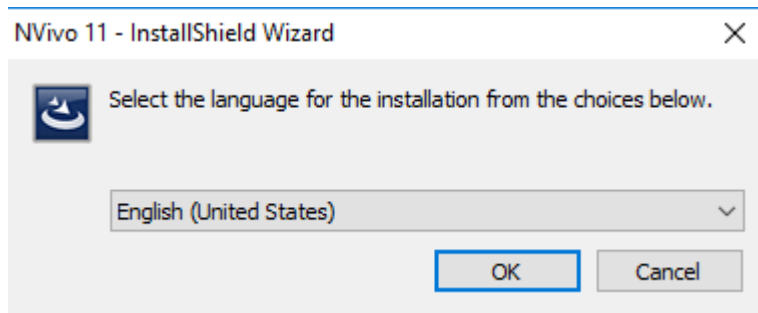 NVivo 11 - InstallShield Wizard
Select the language for the installation from the choices below.
English (United States)
OK Cancel